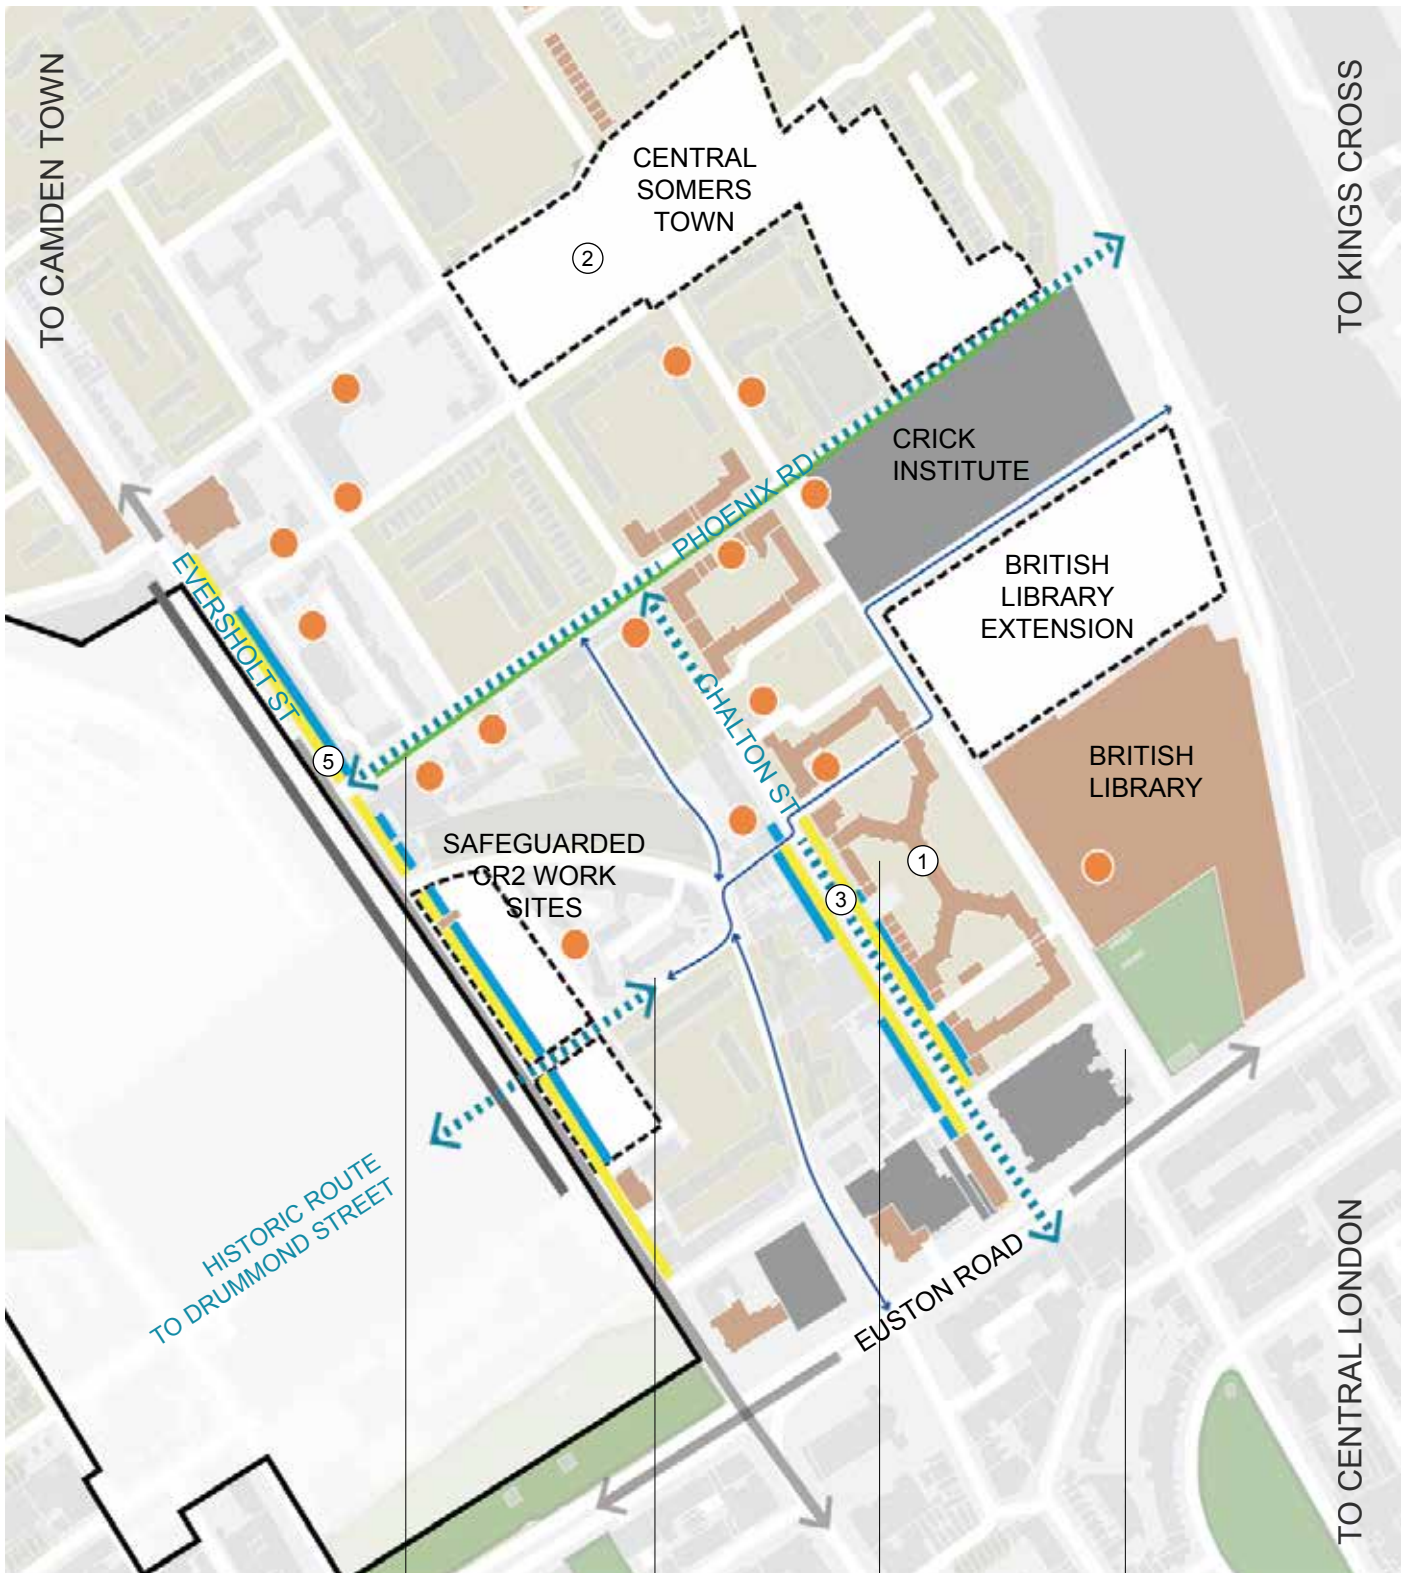 TO CAMDEN TOWN
TO KINGS CROSS
CENTRAL
SOMERS
TOWN
2
CRICK
INSTITUTE
PHOENIX RD
BRITISH
LIBRARY
EXTENSION
EVERSHOLT ST
5
CHALTON ST
BRITISH
LIBRARY
SAFEGUARDED
CR2 WORK
SITES
1
3
HISTORIC ROUTE
TO DRUMMOND STREET
EUSTON ROAD
TO CENTRAL LONDON